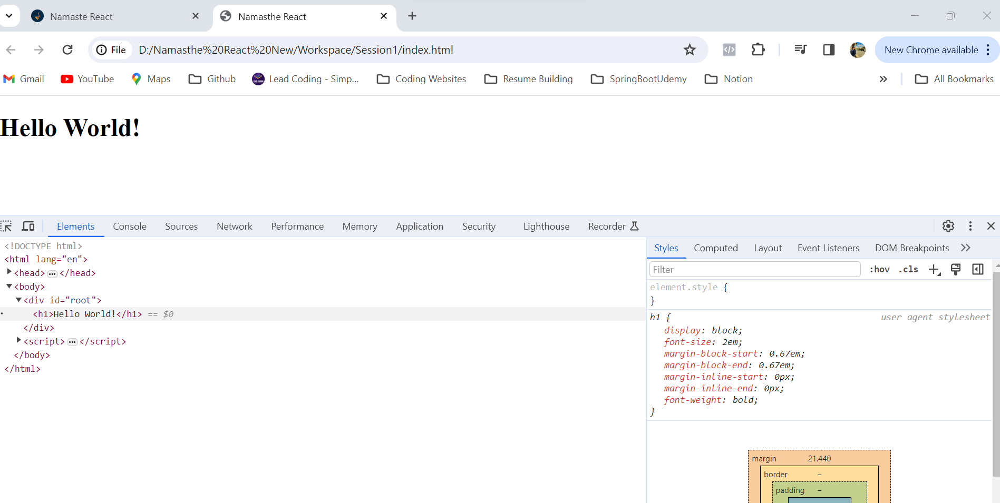 Namaste React
Namasthe React
File D:/Namasthe%20React%20New/Workspace/Session1/index.html
New Chrome available
Gmail YouTube Maps Github Lead Coding - Simp... Coding Websites Resume Building SpringBootUdemy Notion » All Bookmarks
Hello World!
Elements Console Sources Network Performance Memory Application Security Lighthouse Recorder
<!DOCTYPE html>
<html lang="en">
<head>…</head>
<body>
<div id="root">
<h1>Hello World!</h1> == $0
</div>
<script>…</script>
</body>
</html>
Styles Computed Layout Event Listeners DOM Breakpoints »
Filter :hov .cls
element.style {
}
h1 { user agent stylesheet
display: block;
font-size: 2em;
margin-block-start: 0.67em;
margin-block-end: 0.67em;
margin-inline-start: 0px;
margin-inline-end: 0px;
font-weight: bold;
}
margin 21.440
border –
padding –